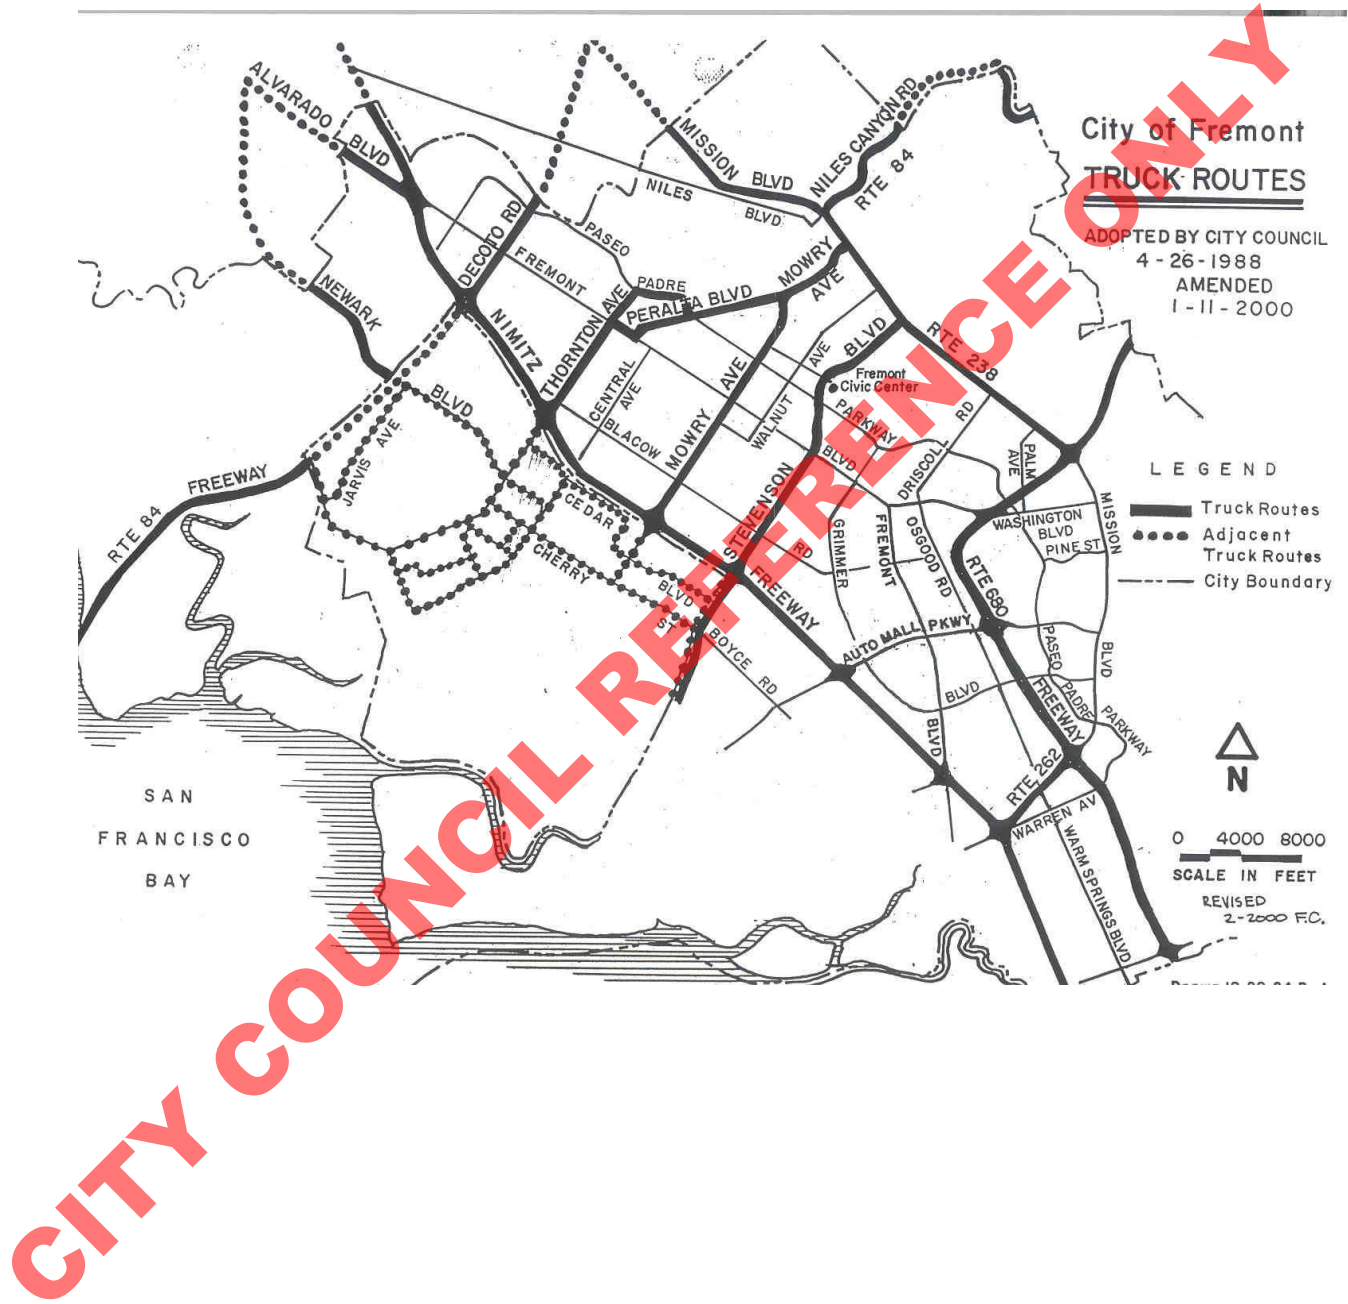 City of Fremont
TRUCK ROUTES
ADOPTED BY CITY COUNCIL
4-26-1988
AMENDED
1-11-2000
ALVARADO
BLVD
MISSION
BLVD
NILES CANYON RD
RTE 84
NILES
BLVD
DECOTO RD
PASEO
PADRE
FREMONT
NEWARK
BLVD
NIMITZ
THORNTON AVE
PERALTA BLVD
MOWRY
AVE
CENTRAL
AVE
BLACOW
MOWRY
AVE
WALNUT
AVE
BLVD
Fremont
Civic Center
PARKWAY
BLVD
RTE 238
DRISCOLL
RD
PALM
AVE
MISSION
JARVIS
AVE
RTE 84
FREEWAY
CEDAR
BLVD
CHERRY
ST
STEVENSON
RD
GRIMMER
FREMONT
OSGOOD RD
WASHINGTON
BLVD
PINE ST
RTE 680
FREEWAY
BOYCE
RD
AUTO MALL PKWY
BLVD
BLVD
PASEO
PADRE
PARKWAY
BLVD
FREEWAY
RTE 262
WARREN AV
WARM SPRINGS BLVD
LEGEND
Truck Routes
Adjacent
Truck Routes
City Boundary
N
0 4000 8000
SCALE IN FEET
REVISED
2-2000 F.C.
SAN
FRANCISCO
BAY
CITY COUNCIL REFERENCE ONLY